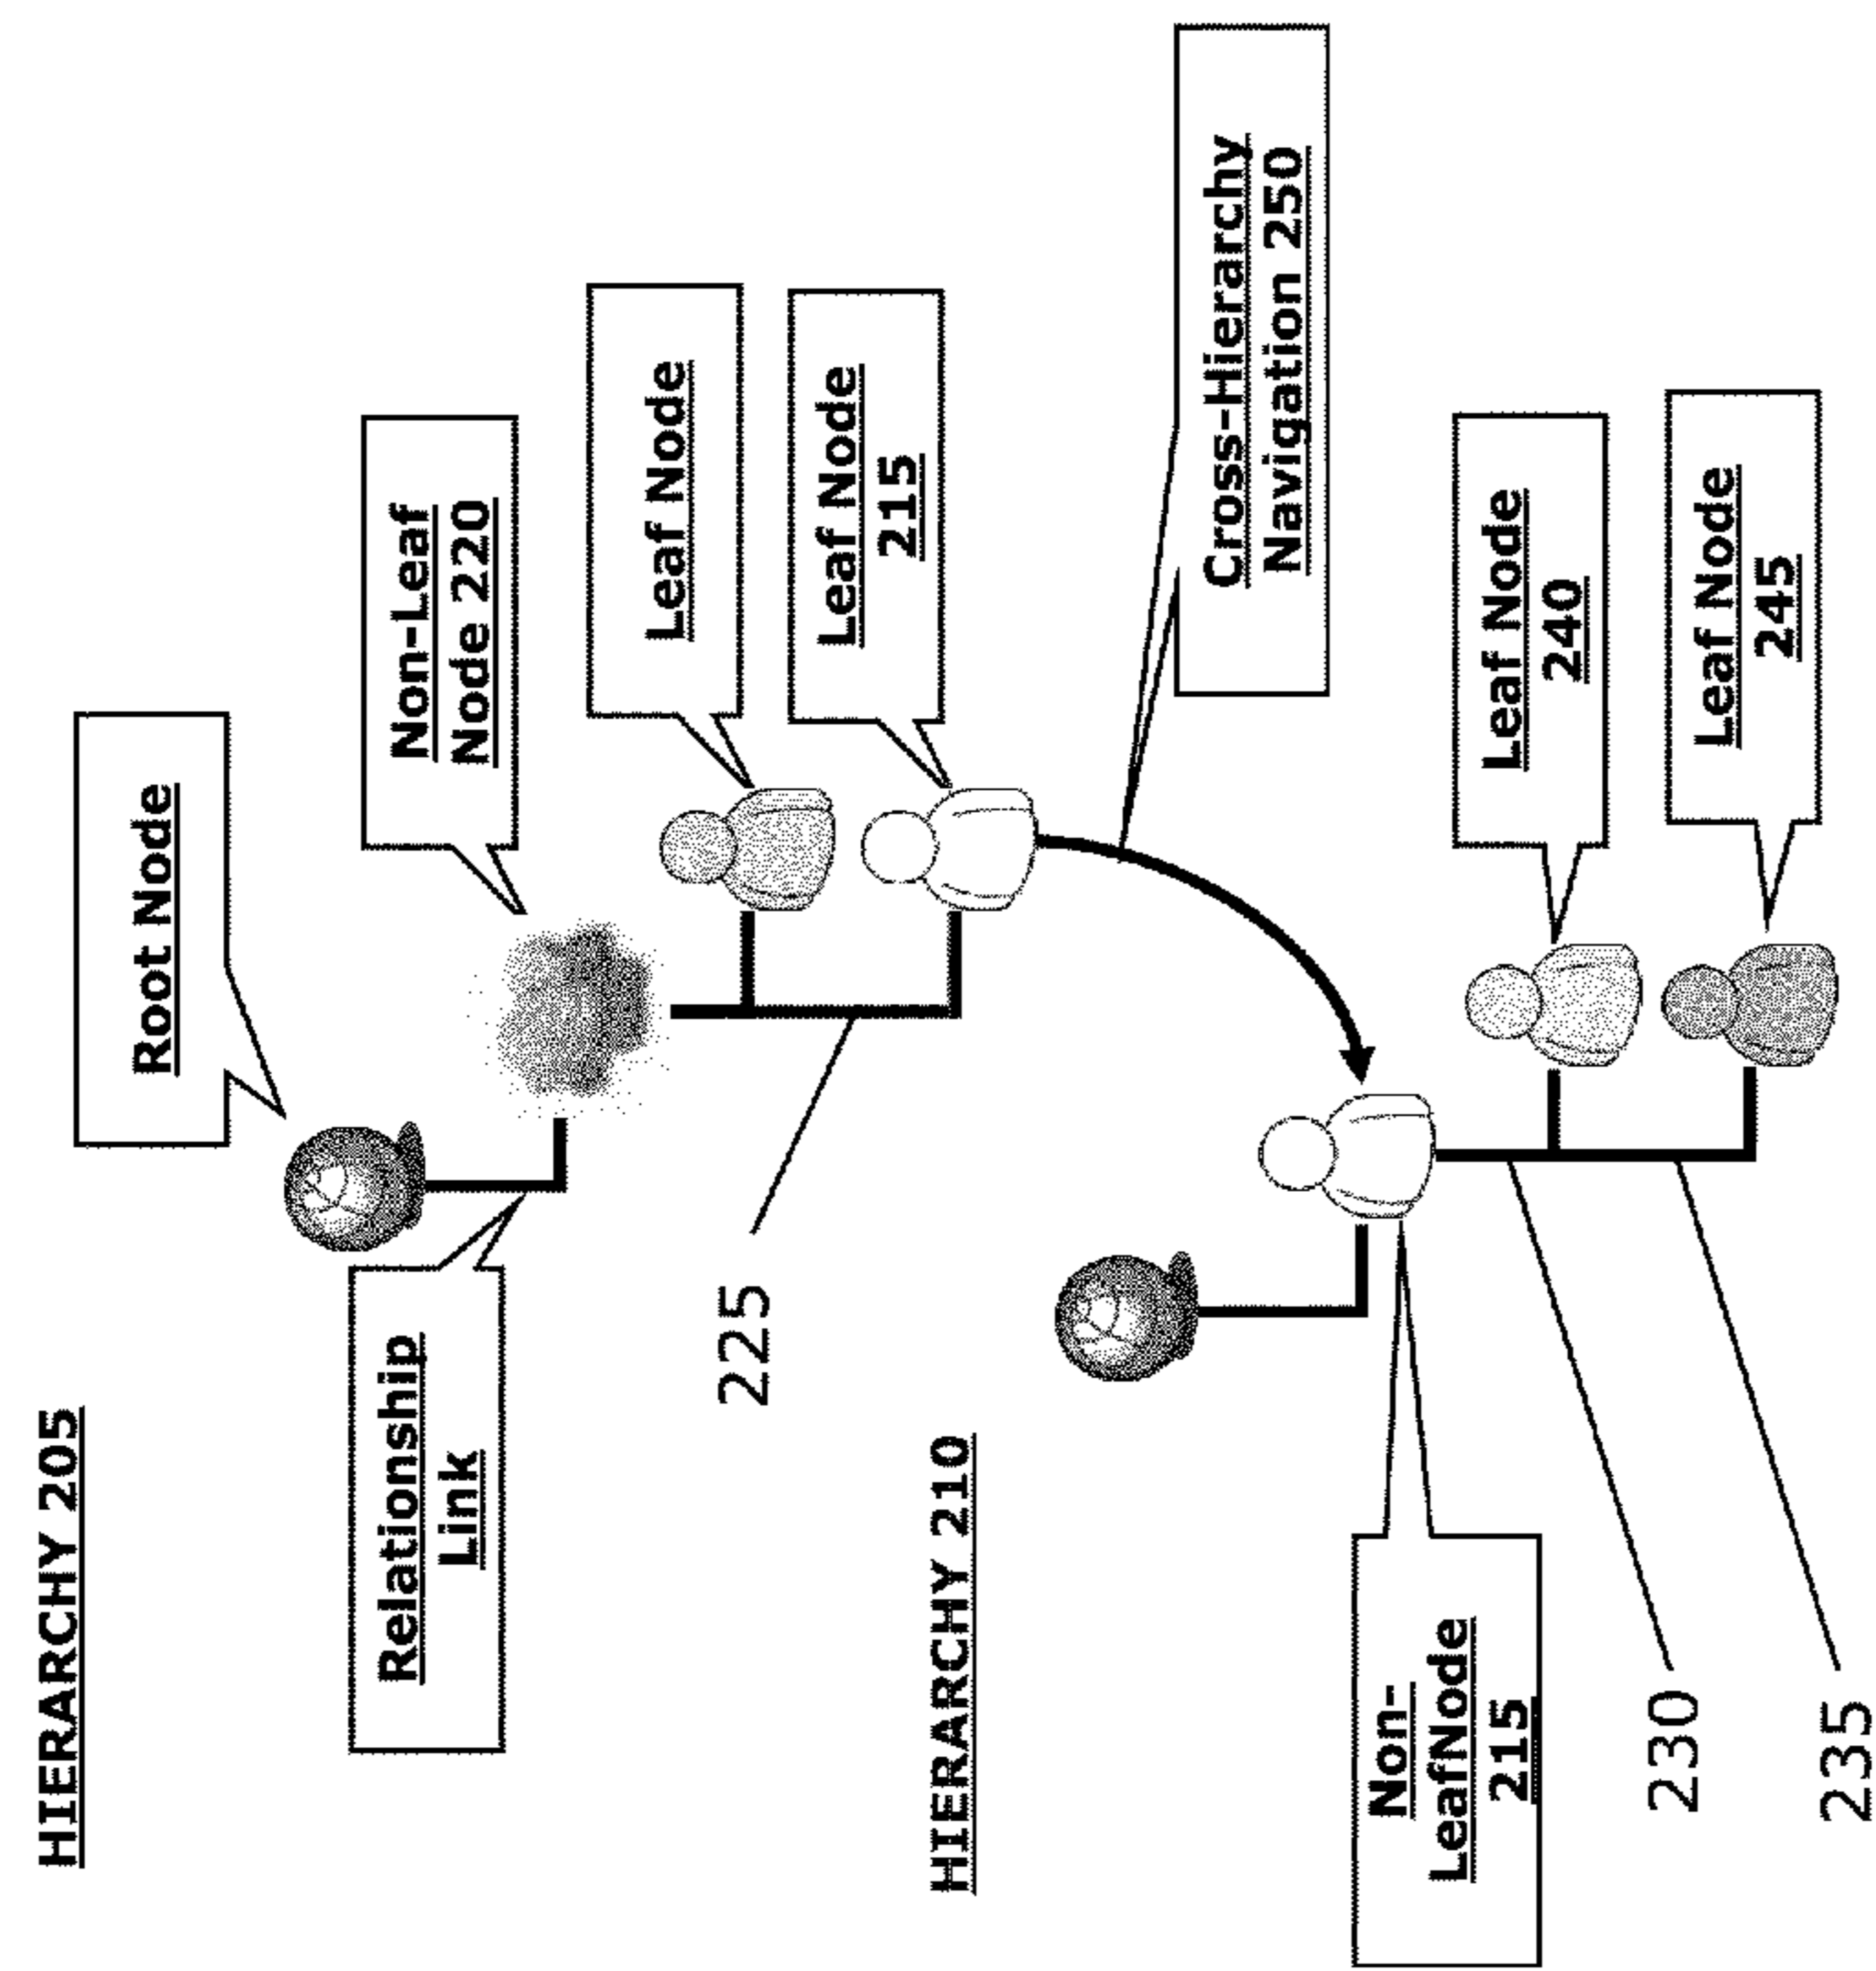 HIERARCHY 205
Root Node
Relationship
Link
Non-Leaf
Node 220
Leaf Node
225
Leaf Node
215
HIERARCHY 210
Cross-Hierarchy
Navigation 250
Non-
LeafNode
215
Leaf Node
240
230
Leaf Node
245
235